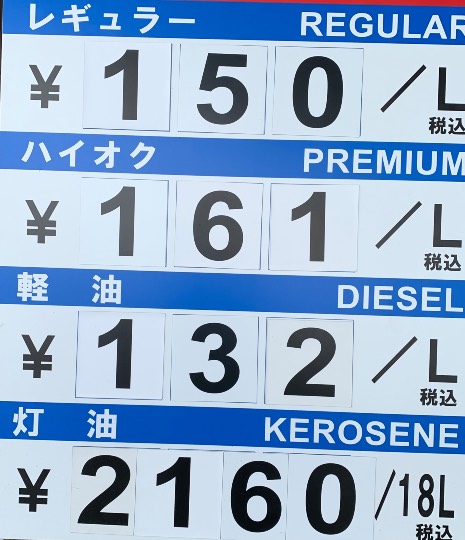 レギュラー REGULAR
¥150/L
税込
ハイオク PREMIUM
¥161/L
税込
軽 油 DIESEL
¥132/L
税込
灯 油 KEROSENE
¥2160/18L
税込